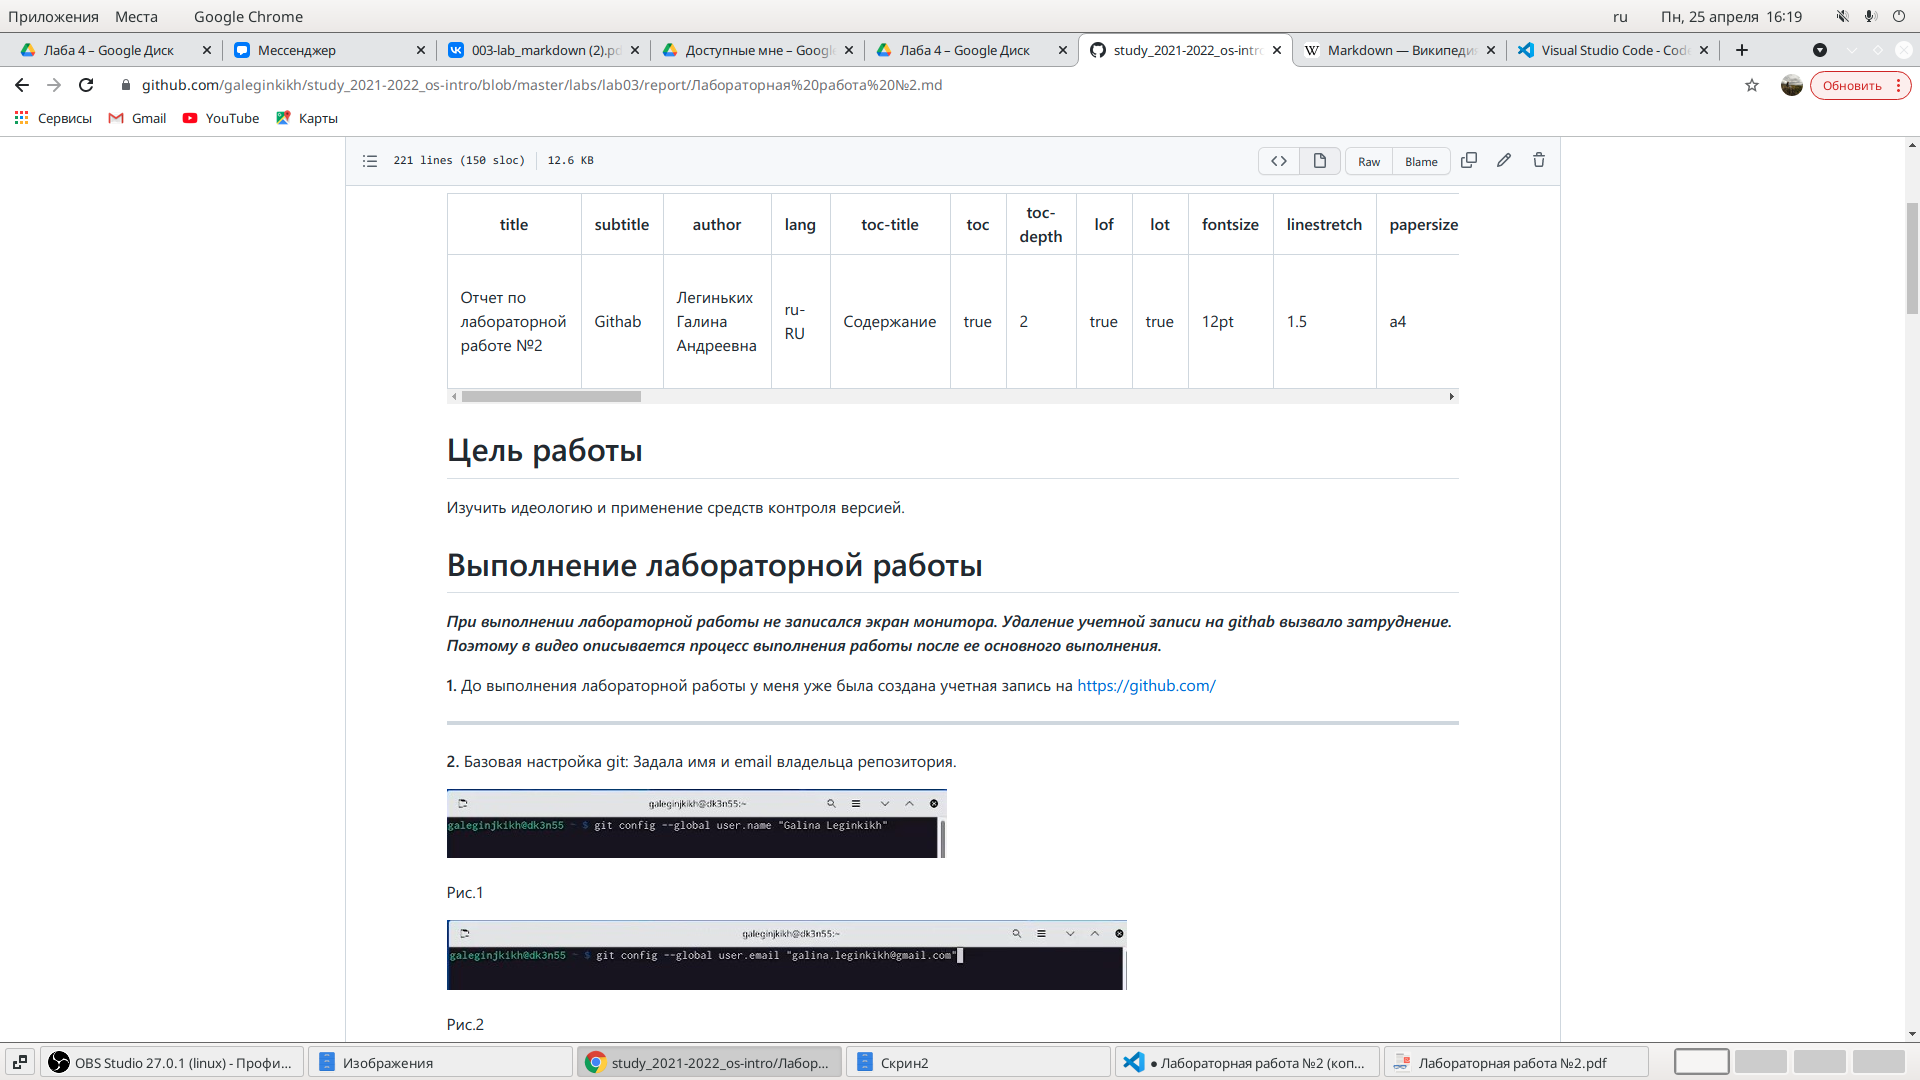 Приложения Места Google Chrome ru Пн, 25 апреля 16:19
Лаба 4 – Google Диск Мессенджер 003-lab_markdown (2).pd Доступные мне – Google Лаба 4 – Google Диск study_2021-2022_os-intro Markdown — Википедия Visual Studio Code - Code
github.com/galeginkikh/study_2021-2022_os-intro/blob/master/labs/lab03/report/Лабораторная%20работа%20№2.md Обновить
Сервисы Gmail YouTube Карты
221 lines (150 sloc) 12.6 KB Raw Blame
title subtitle author lang toc-title toc toc-depth lof lot fontsize linestretch papersize
Отчет по лабораторной работе №2 Githab Легиньких Галина Андреевна ru-RU Содержание true 2 true true 12pt 1.5 a4
Цель работы
Изучить идеологию и применение средств контроля версией.
Выполнение лабораторной работы
При выполнении лабораторной работы не записался экран монитора. Удаление учетной записи на githab вызвало затруднение.
Поэтому в видео описывается процесс выполнения работы после ее основного выполнения.
1. До выполнения лабораторной работы у меня уже была создана учетная запись на https://github.com/
2. Базовая настройка git: Задала имя и email владельца репозитория.
galeginjkikh@dk3n55:~
galeginjkikh@dk3n55 ~ $ git config --global user.name "Galina Leginkikh"
Рис.1
galeginjkikh@dk3n55:~
galeginjkikh@dk3n55 ~ $ git config --global user.email "galina.leginkikh@gmail.com"
Рис.2
OBS Studio 27.0.1 (linux) - Профи... Изображения study_2021-2022_os-intro/Лабор... Скрин2 ● Лабораторная работа №2 (коп... Лабораторная работа №2.pdf